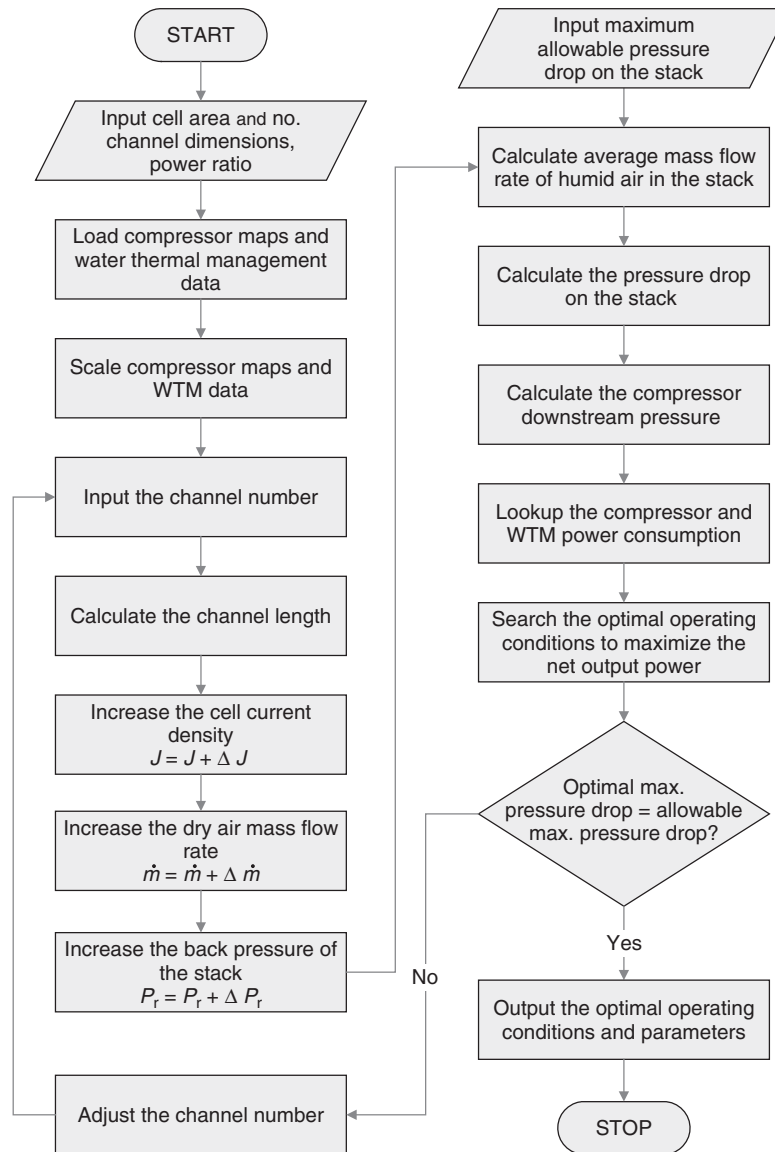 START
Input cell area and no.
channel dimensions,
power ratio
Load compressor maps and
water thermal management
data
Scale compressor maps and
WTM data
Input the channel number
Calculate the channel length
Increase the cell current
density
J = J + Δ J
Increase the dry air mass flow
rate
ṁ = ṁ + Δ ṁ
Increase the back pressure of
the stack
Pr = Pr + Δ Pr
Adjust the channel number
Input maximum
allowable pressure
drop on the stack
Calculate average mass flow
rate of humid air in the stack
Calculate the pressure drop
on the stack
Calculate the compressor
downstream pressure
Lookup the compressor and
WTM power consumption
Search the optimal operating
conditions to maximize the
net output power
Optimal max.
pressure drop = allowable
max. pressure drop?
Yes
No
Output the optimal operating
conditions and parameters
STOP